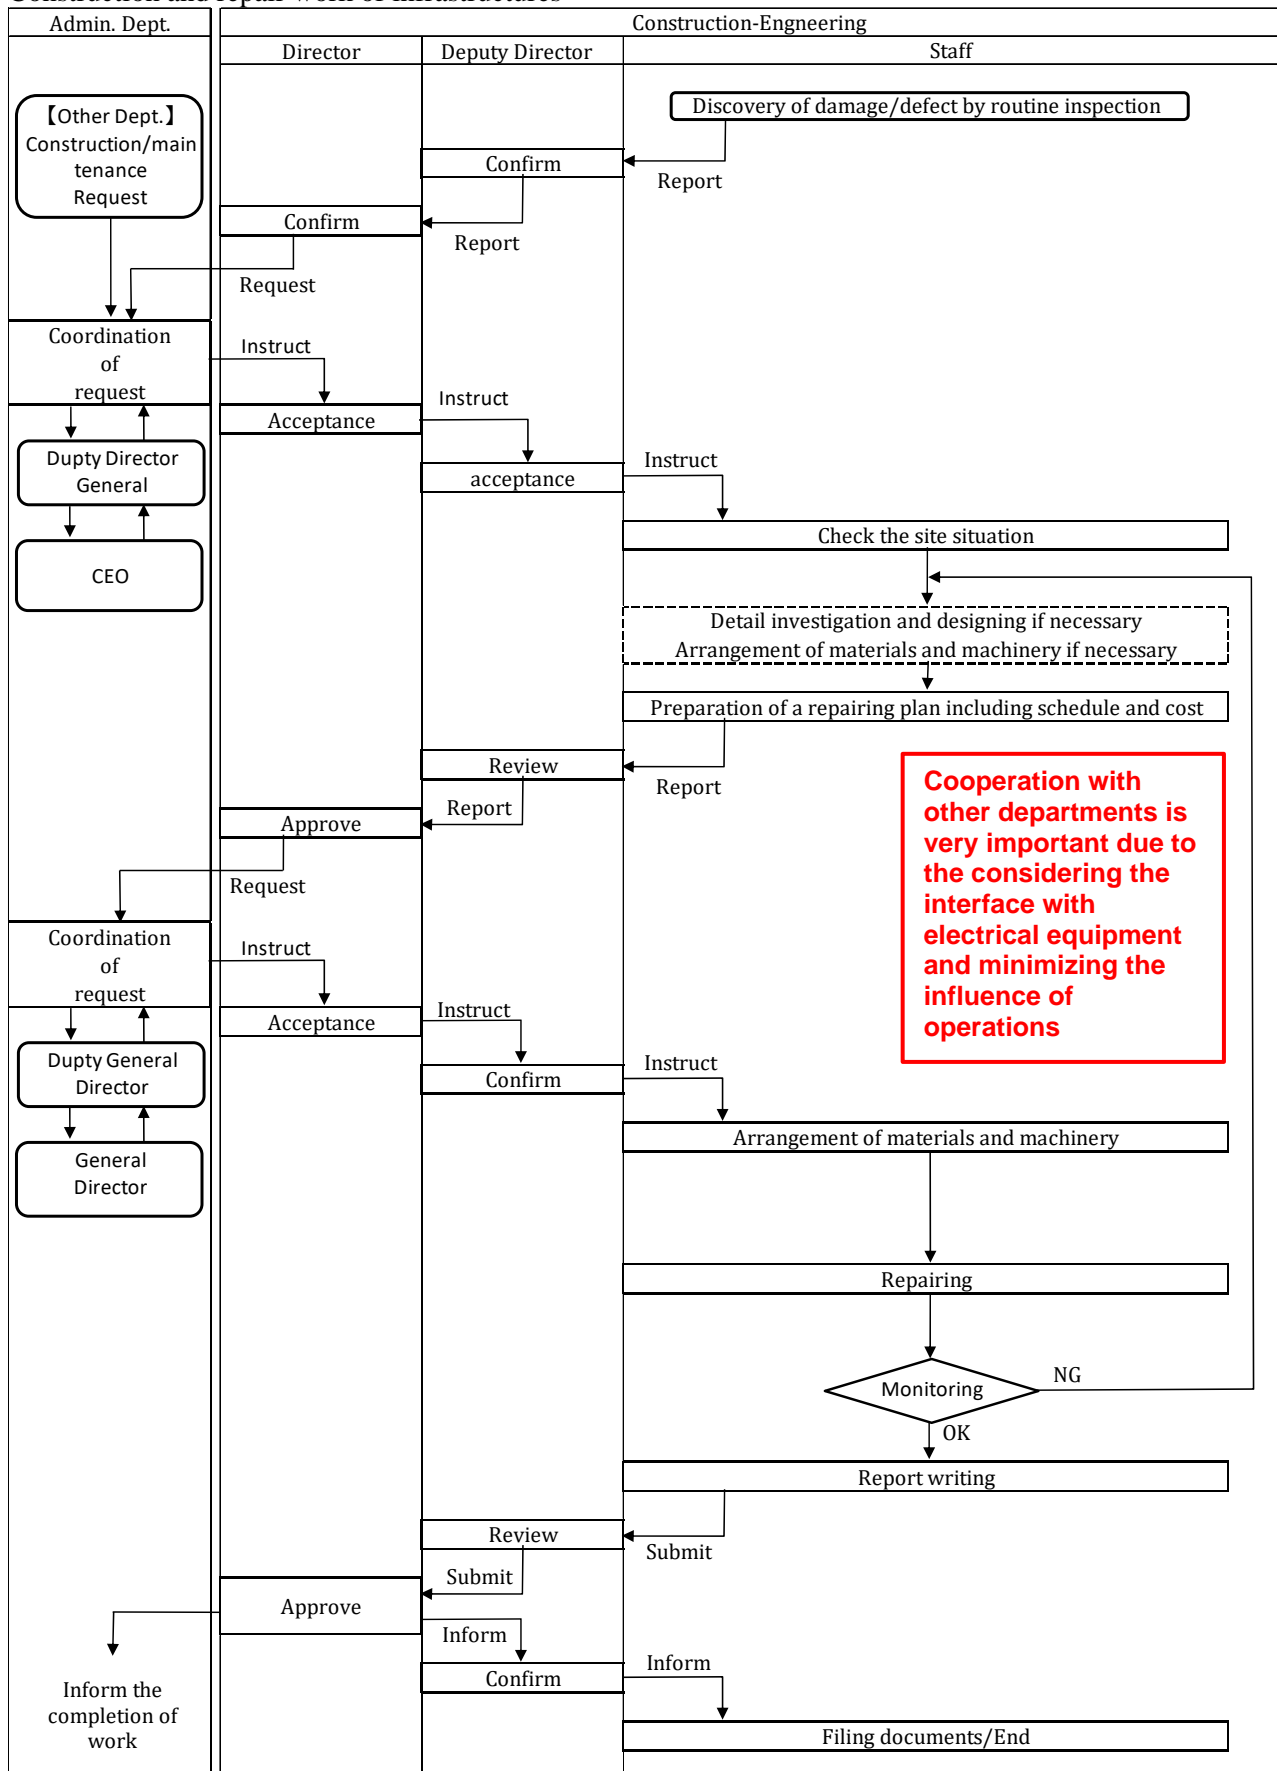 Construction and repair work of infrastructures
Admin. Dept.
Construction-Engneering
Director
Deputy Director
Staff
【Other Dept.】
Construction/main
tenance
Request
Discovery of damage/defect by routine inspection
Confirm
Report
Confirm
Report
Request
Coordination
of
request
Instruct
Acceptance
Instruct
Dupty Director
General
acceptance
Instruct
Check the site situation
CEO
Detail investigation and designing if necessary
Arrangement of materials and machinery if necessary
Preparation of a repairing plan including schedule and cost
Review
Report
Cooperation with
other departments is
very important due to
the considering the
interface with
electrical equipment
and minimizing the
influence of
operations
Report
Approve
Request
Coordination
of
request
Instruct
Acceptance
Instruct
Dupty General
Director
Confirm
Instruct
Arrangement of materials and machinery
General
Director
Repairing
Monitoring
NG
OK
Report writing
Review
Submit
Submit
Approve
Inform
Confirm
Inform
Inform the
completion of
work
Filing documents/End